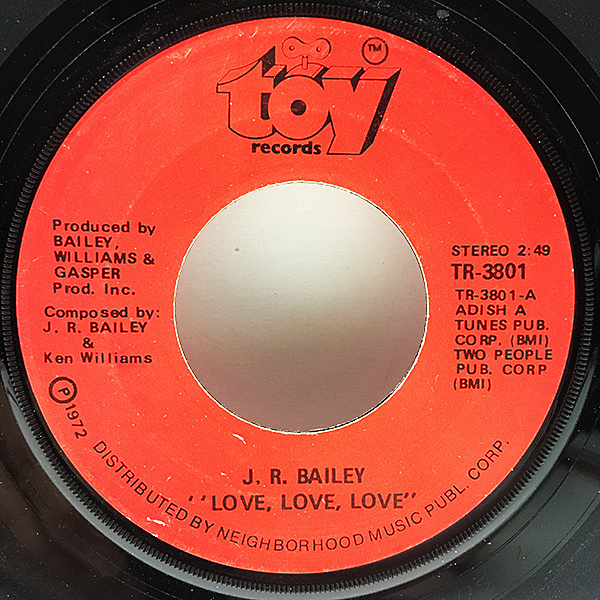 toy
TM
records
Produced by
BAILEY,
WILLIAMS &
GASPER
Prod. Inc.
Composed by:
J. R. BAILEY
&
Ken Williams
STEREO 2:49
TR-3801
TR-3801-A
ADISH A
TUNES PUB.
CORP. (BMI)
TWO PEOPLE
PUB. CORP
(BMI)
J. R. BAILEY
''LOVE, LOVE, LOVE"
Ⓟ1972 DISTRIBUTED BY NEIGHBORHOOD MUSIC PUBL. CORP.